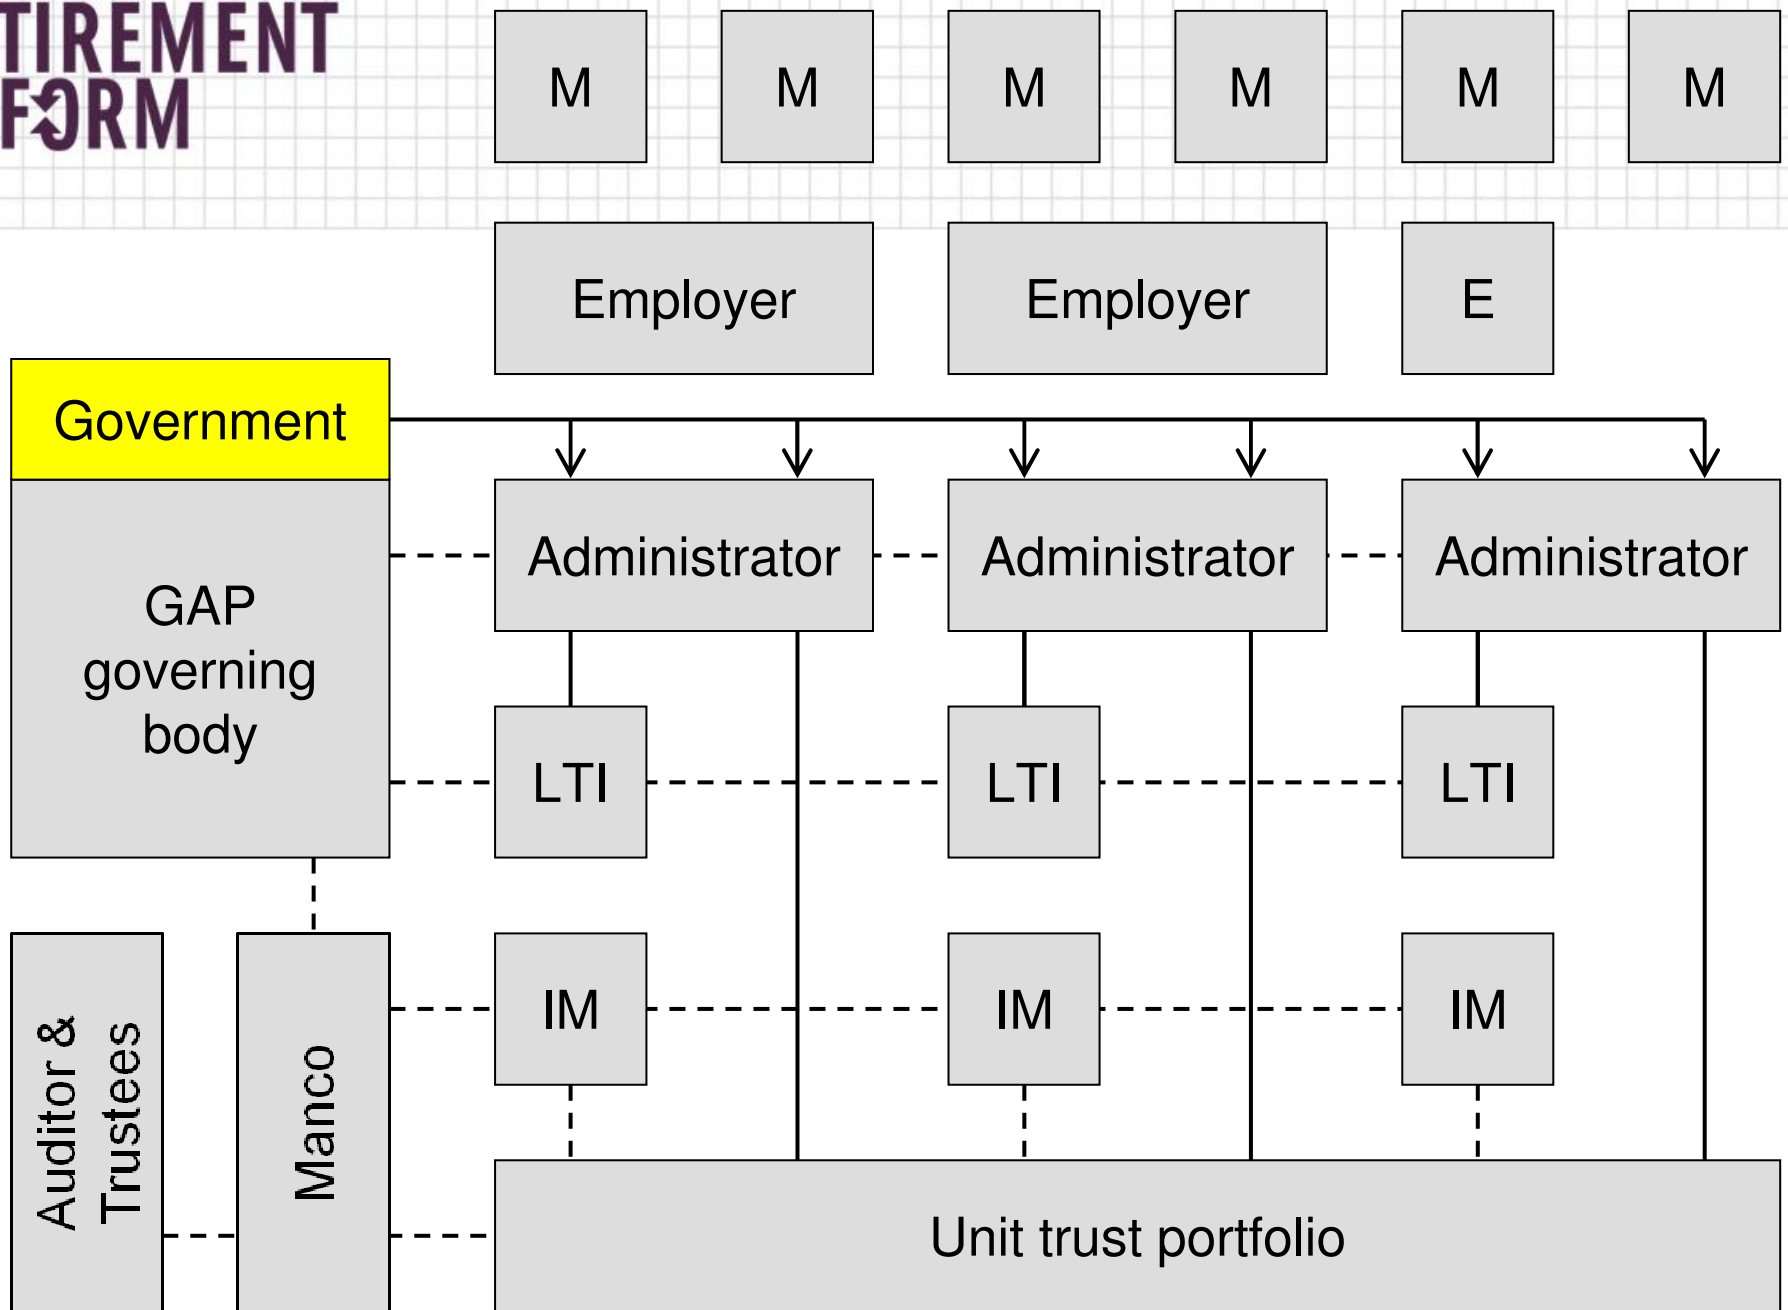 TIREMENT
FORM
M M M M M M
Employer Employer E
Government
Administrator Administrator Administrator
GAP
governing
body
LTI LTI LTI
IM IM IM
Auditor &
Trustees
Manco
Unit trust portfolio